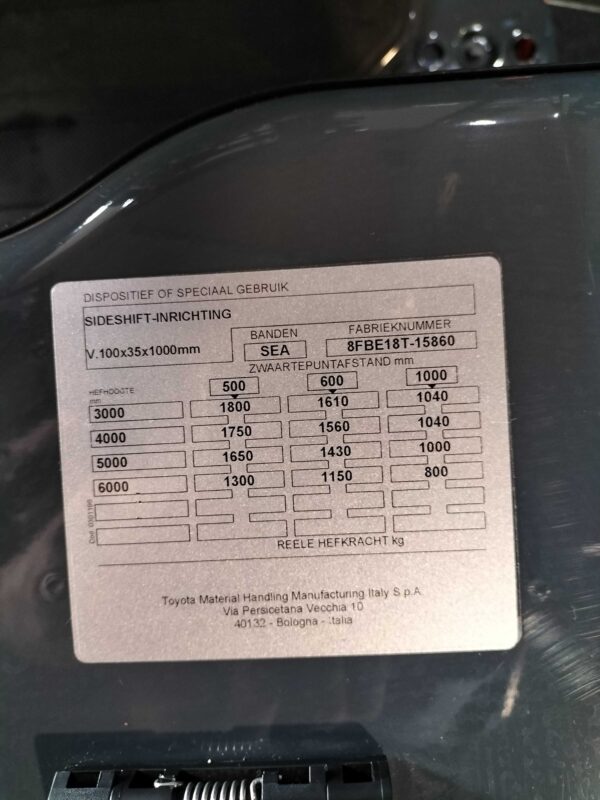 DISPOSITIEF OF SPECIAAL GEBRUIK
SIDESHIFT-INRICHTING
V.100x35x1000mm
BANDEN
SEA
FABRIEKNUMMER
8FBE18T-15860
ZWAARTEPUNTAFSTAND mm
HEFHOOGTE
mm
500 600 1000
3000 1800 1610 1040
4000 1750 1560 1040
5000 1650 1430 1000
6000 1300 1150 800
REELE HEFKRACHT kg
Toyota Material Handling Manufacturing Italy S.p.A.
Via Persicetana Vecchia 10
40132 - Bologna - Italia